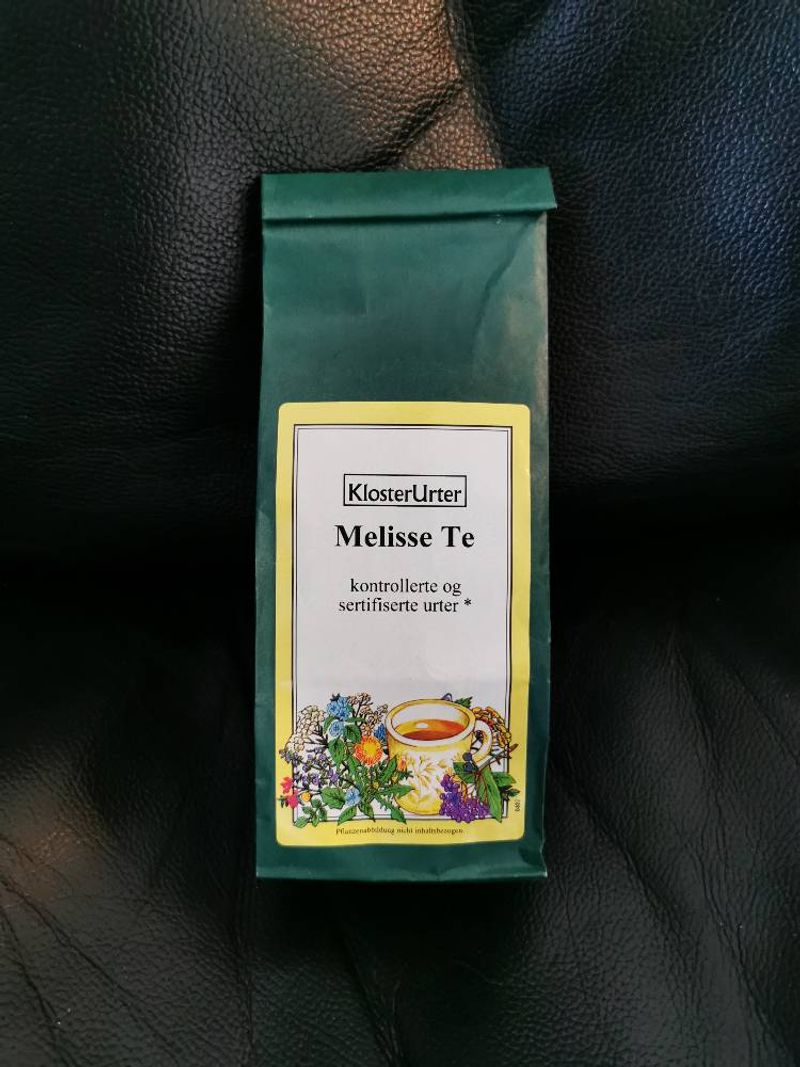 KlosterUrter
Melisse Te
kontrollerte og
sertifiserte urter *
Pflanzenabbildung nicht inhaltsbezogen.